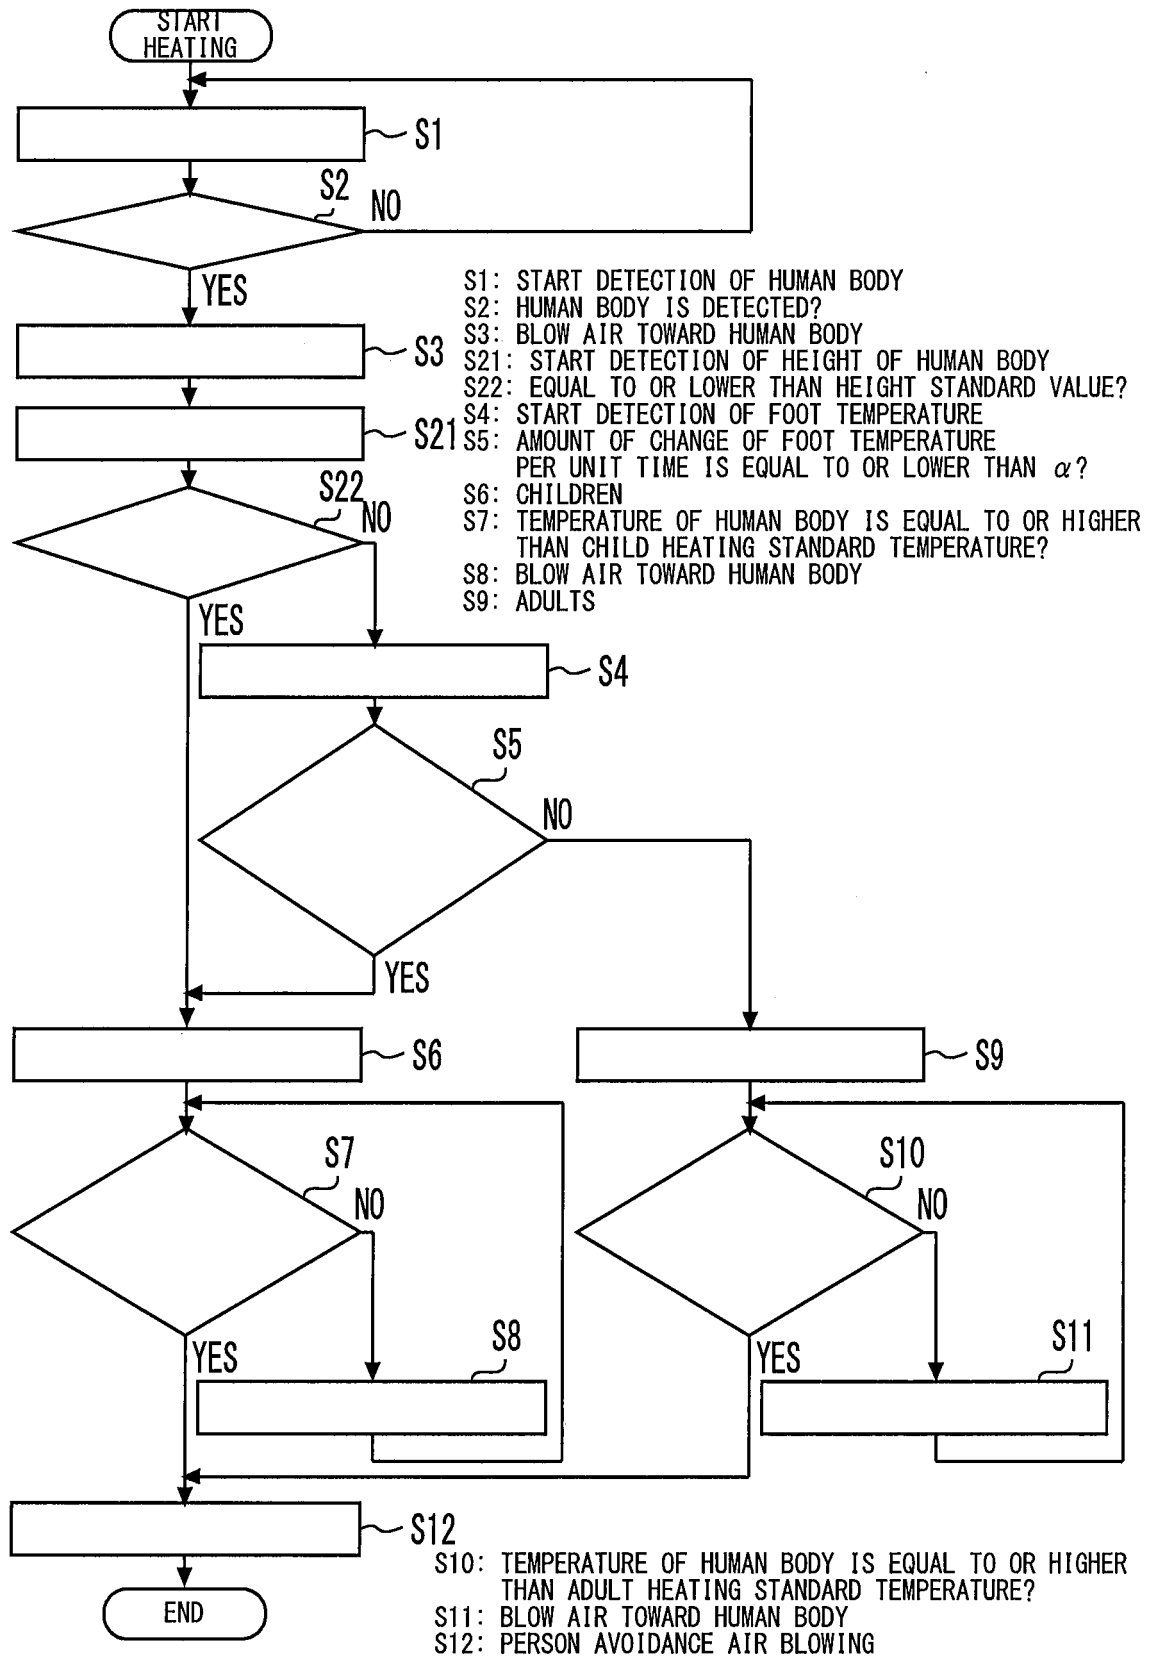 START
HEATING
S1
S2
NO
YES
S1: START DETECTION OF HUMAN BODY
S2: HUMAN BODY IS DETECTED?
S3: BLOW AIR TOWARD HUMAN BODY
S21: START DETECTION OF HEIGHT OF HUMAN BODY
S22: EQUAL TO OR LOWER THAN HEIGHT STANDARD VALUE?
S4: START DETECTION OF FOOT TEMPERATURE
S5: AMOUNT OF CHANGE OF FOOT TEMPERATURE
PER UNIT TIME IS EQUAL TO OR LOWER THAN α?
S6: CHILDREN
S7: TEMPERATURE OF HUMAN BODY IS EQUAL TO OR HIGHER
THAN CHILD HEATING STANDARD TEMPERATURE?
S8: BLOW AIR TOWARD HUMAN BODY
S9: ADULTS
S3
S21
S22
NO
YES
S4
S5
NO
YES
S6
S9
S7
NO
S10
NO
YES
S8
YES
S11
S12
S10: TEMPERATURE OF HUMAN BODY IS EQUAL TO OR HIGHER
THAN ADULT HEATING STANDARD TEMPERATURE?
S11: BLOW AIR TOWARD HUMAN BODY
S12: PERSON AVOIDANCE AIR BLOWING
END